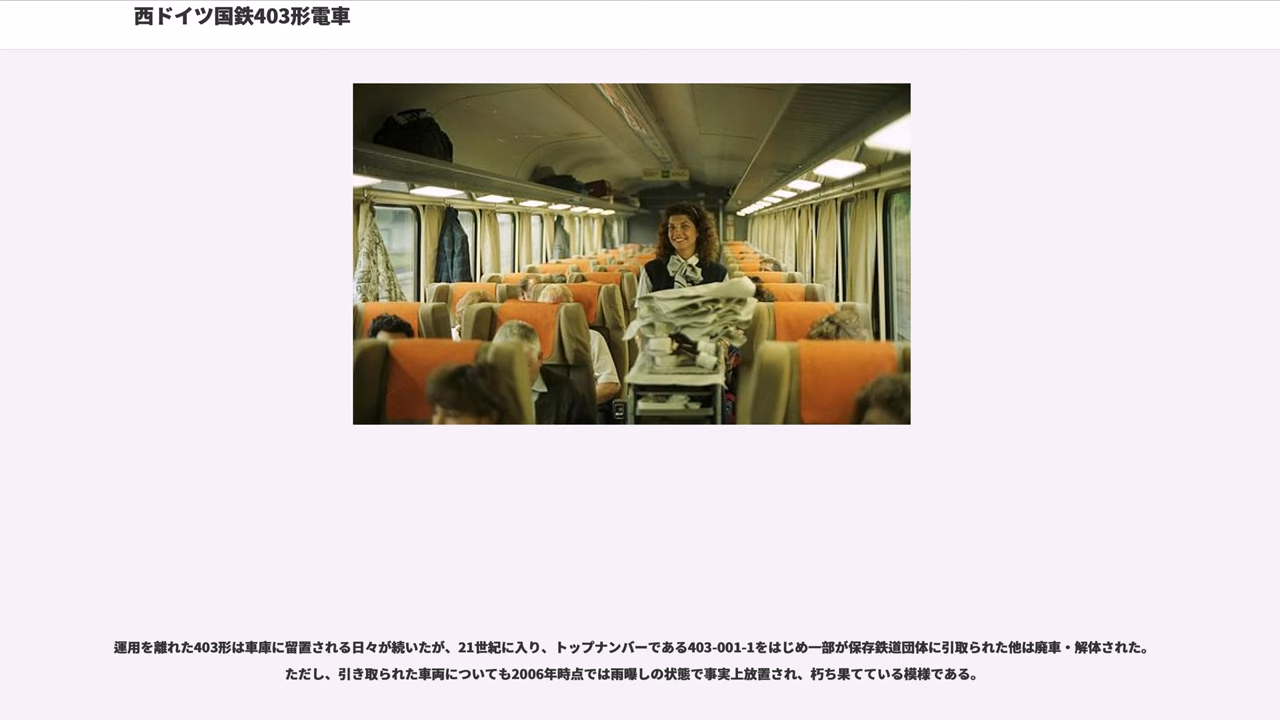 西ドイツ国鉄403形電車
運用を離れた403形は車庫に留置される日々が続いたが、21世紀に入り、トップナンバーである403-001-1をはじめ一部が保存鉄道団体に引取られた他は廃車・解体された。
ただし、引き取られた車両についても2006年時点では雨曝しの状態で事実上放置され、朽ち果てている模様である。